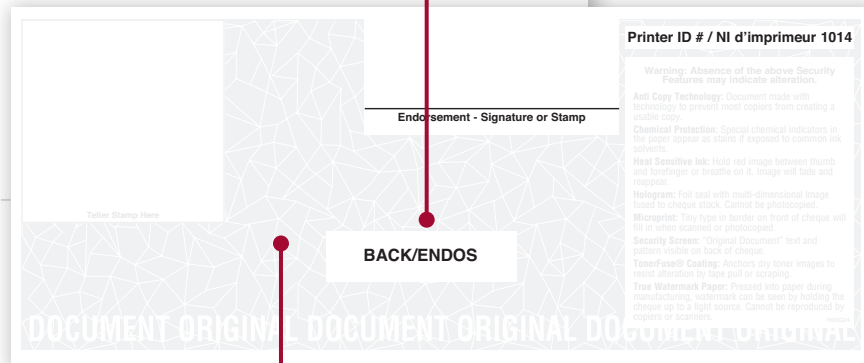 Printer ID # / NI d'imprimeur 1014
Warning: Absence of the above Security
Features may indicate alteration.
Anti Copy Technology: Document made with
technology to prevent most copiers from creating a
usable copy.
Chemical Protection: Special chemical indicators in
the paper appear as stains if exposed to common ink
solvents.
Heat Sensitive Ink: Hold red image between thumb
and forefinger or breathe on it. Image will fade and
reappear.
Hologram: Foil seal with multi-dimensional image
fused to cheque stock. Cannot be photocopied.
Microprint: Tiny type in border on front of cheque will
fill in when scanned or photocopied.
Security Screen: "Original Document" text and
pattern visible on back of cheque.
TonerFuse® Coating: Anchors dry toner images to
resist alteration by tape pull or scraping.
True Watermark Paper: Pressed into paper during
manufacturing, watermark can be seen by holding the
cheque up to a light source. Cannot be reproduced by
copiers or scanners.
Endorsement - Signature or Stamp
Teller Stamp Here
BACK/ENDOS
DOCUMENT ORIGINAL DOCUMENT ORIGINAL DOCUMENT ORIGINAL